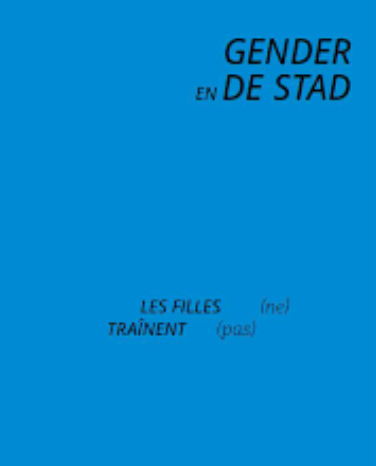 GENDER
EN DE STAD
LES FILLES (ne)
TRAÎNENT (pas)